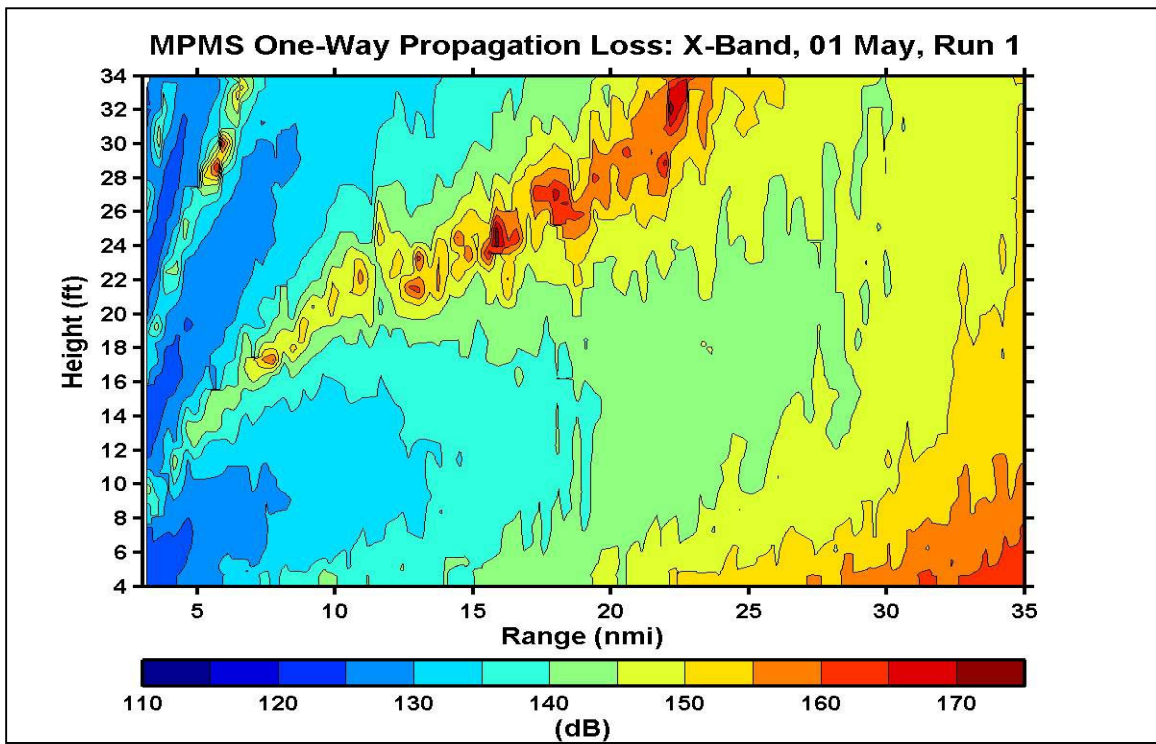 MPMS One-Way Propagation Loss: X-Band, 01 May, Run 1
34
32
30
28
26
24
22
20
18
16
14
12
10
8
6
4
Height (ft)
5 10 15 20 25 30 35
Range (nmi)
110 120 130 140 150 160 170
(dB)